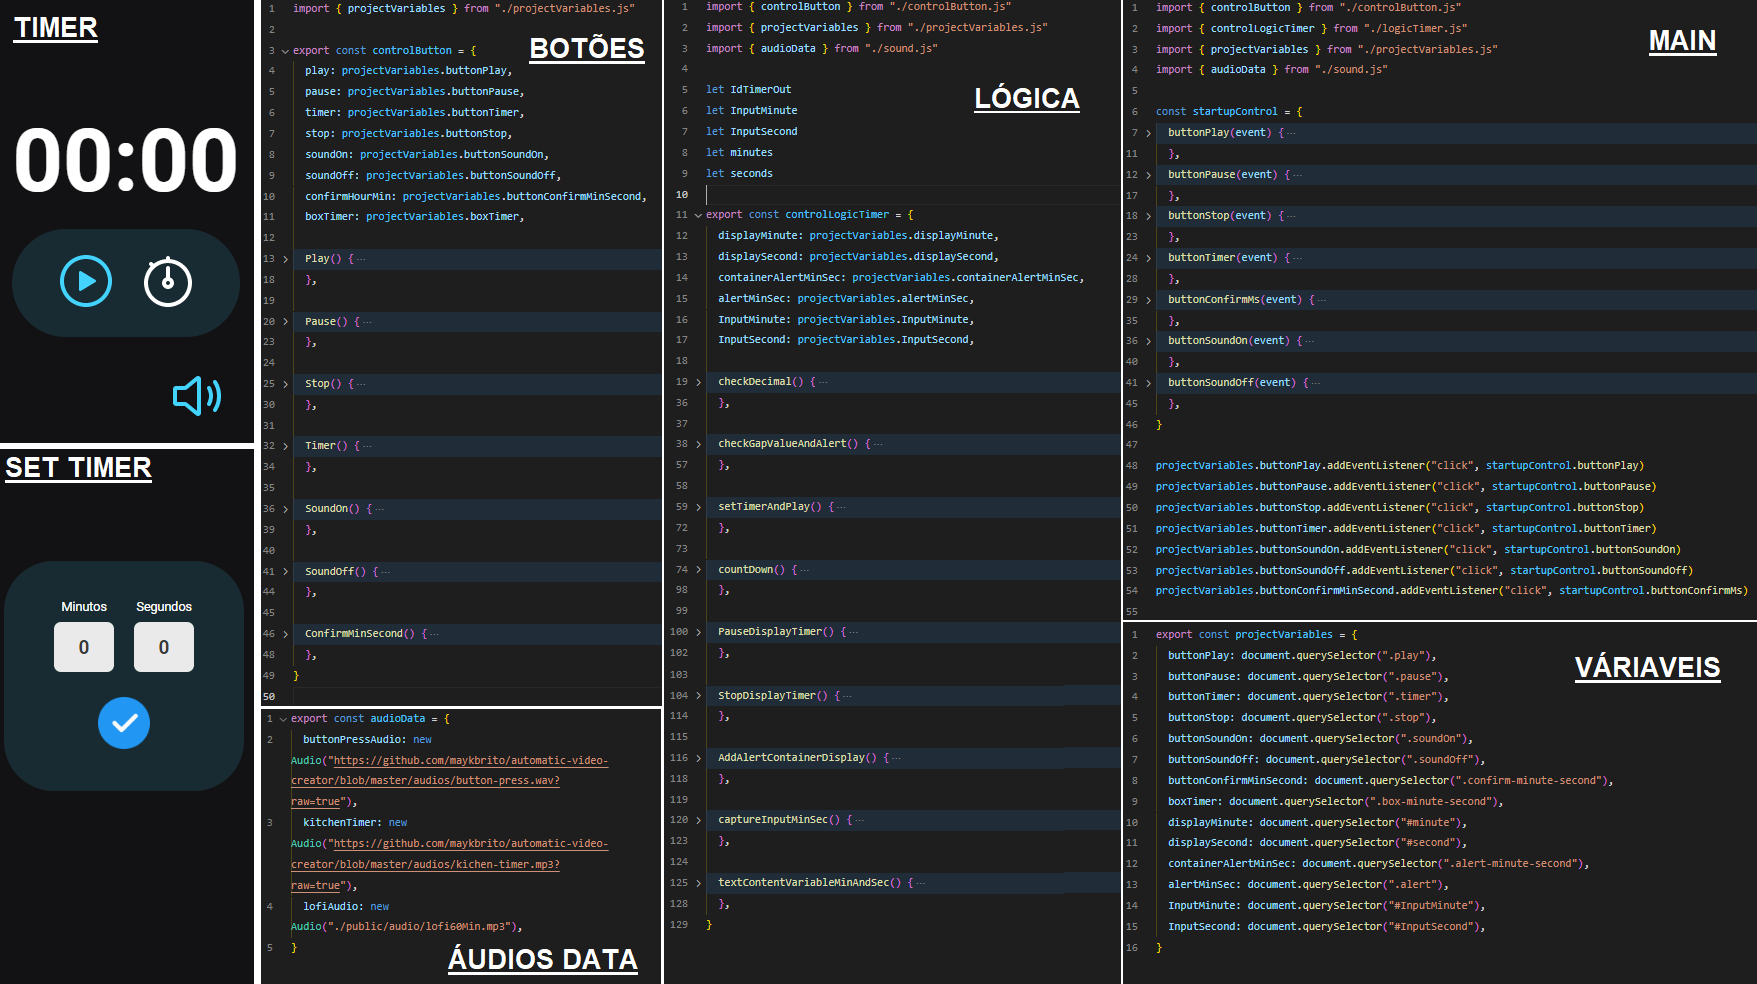 TIMER
00:00
SET TIMER
Minutos Segundos
0 0
BOTÕES
1 import { projectVariables } from "./projectVariables.js"
2
3 export const controlButton = {
4 play: projectVariables.buttonPlay,
5 pause: projectVariables.buttonPause,
6 timer: projectVariables.buttonTimer,
7 stop: projectVariables.buttonStop,
8 soundOn: projectVariables.buttonSoundOn,
9 soundOff: projectVariables.buttonSoundOff,
10 confirmHourMin: projectVariables.buttonConfirmMinSecond,
11 boxTimer: projectVariables.boxTimer,
12
13 Play() { ···
18 },
19
20 Pause() { ···
23 },
24
25 Stop() { ···
30 },
31
32 Timer() { ···
34 },
35
36 SoundOn() { ···
39 },
40
41 SoundOff() { ···
44 },
45
46 ConfirmMinSecond() { ···
48 },
49 }
50
1 export const audioData = {
2 buttonPressAudio: new
Audio("https://github.com/maykbrito/automatic-video-
creator/blob/master/audios/button-press.wav?
raw=true"),
3 kitchenTimer: new
Audio("https://github.com/maykbrito/automatic-video-
creator/blob/master/audios/kichen-timer.mp3?
raw=true"),
4 lofiAudio: new
Audio("./public/audio/lofi60Min.mp3"),
5 }
ÁUDIOS DATA
1 import { controlButton } from "./controlButton.js"
2 import { projectVariables } from "./projectVariables.js"
3 import { audioData } from "./sound.js"
4
LÓGICA
5 let IdTimerOut
6 let InputMinute
7 let InputSecond
8 let minutes
9 let seconds
10
11 export const controlLogicTimer = {
12 displayMinute: projectVariables.displayMinute,
13 displaySecond: projectVariables.displaySecond,
14 containerAlertMinSec: projectVariables.containerAlertMinSec,
15 alertMinSec: projectVariables.alertMinSec,
16 InputMinute: projectVariables.InputMinute,
17 InputSecond: projectVariables.InputSecond,
18
19 checkDecimal() { ···
36 },
37
38 checkGapValueAndAlert() { ···
57 },
58
59 setTimerAndPlay() { ···
72 },
73
74 countDown() { ···
98 },
99
100 PauseDisplayTimer() { ···
102 },
103
104 StopDisplayTimer() { ···
114 },
115
116 AddAlertContainerDisplay() { ···
118 },
119
120 captureInputMinSec() { ···
123 },
124
125 textContentVariableMinAndSec() { ···
128 },
129 }
1 import { controlButton } from "./controlButton.js"
2 import { controlLogicTimer } from "./logicTimer.js"
3 import { projectVariables } from "./projectVariables.js"
4 import { audioData } from "./sound.js"
MAIN
5
6 const startupControl = {
7 buttonPlay(event) { ···
11 },
12 buttonPause(event) { ···
17 },
18 buttonStop(event) { ···
23 },
24 buttonTimer(event) { ···
28 },
29 buttonConfirmMs(event) { ···
35 },
36 buttonSoundOn(event) { ···
40 },
41 buttonSoundOff(event) { ···
45 },
46 }
47
48 projectVariables.buttonPlay.addEventListener("click", startupControl.buttonPlay)
49 projectVariables.buttonPause.addEventListener("click", startupControl.buttonPause)
50 projectVariables.buttonStop.addEventListener("click", startupControl.buttonStop)
51 projectVariables.buttonTimer.addEventListener("click", startupControl.buttonTimer)
52 projectVariables.buttonSoundOn.addEventListener("click", startupControl.buttonSoundOn)
53 projectVariables.buttonSoundOff.addEventListener("click", startupControl.buttonSoundOff)
54 projectVariables.buttonConfirmMinSecond.addEventListener("click", startupControl.buttonConfirmMs)
55
1 export const projectVariables = {
2 buttonPlay: document.querySelector(".play"),
VÁRIAVEIS
3 buttonPause: document.querySelector(".pause"),
4 buttonTimer: document.querySelector(".timer"),
5 buttonStop: document.querySelector(".stop"),
6 buttonSoundOn: document.querySelector(".soundOn"),
7 buttonSoundOff: document.querySelector(".soundOff"),
8 buttonConfirmMinSecond: document.querySelector(".confirm-minute-second"),
9 boxTimer: document.querySelector(".box-minute-second"),
10 displayMinute: document.querySelector("#minute"),
11 displaySecond: document.querySelector("#second"),
12 containerAlertMinSec: document.querySelector(".alert-minute-second"),
13 alertMinSec: document.querySelector(".alert"),
14 InputMinute: document.querySelector("#InputMinute"),
15 InputSecond: document.querySelector("#InputSecond"),
16 }